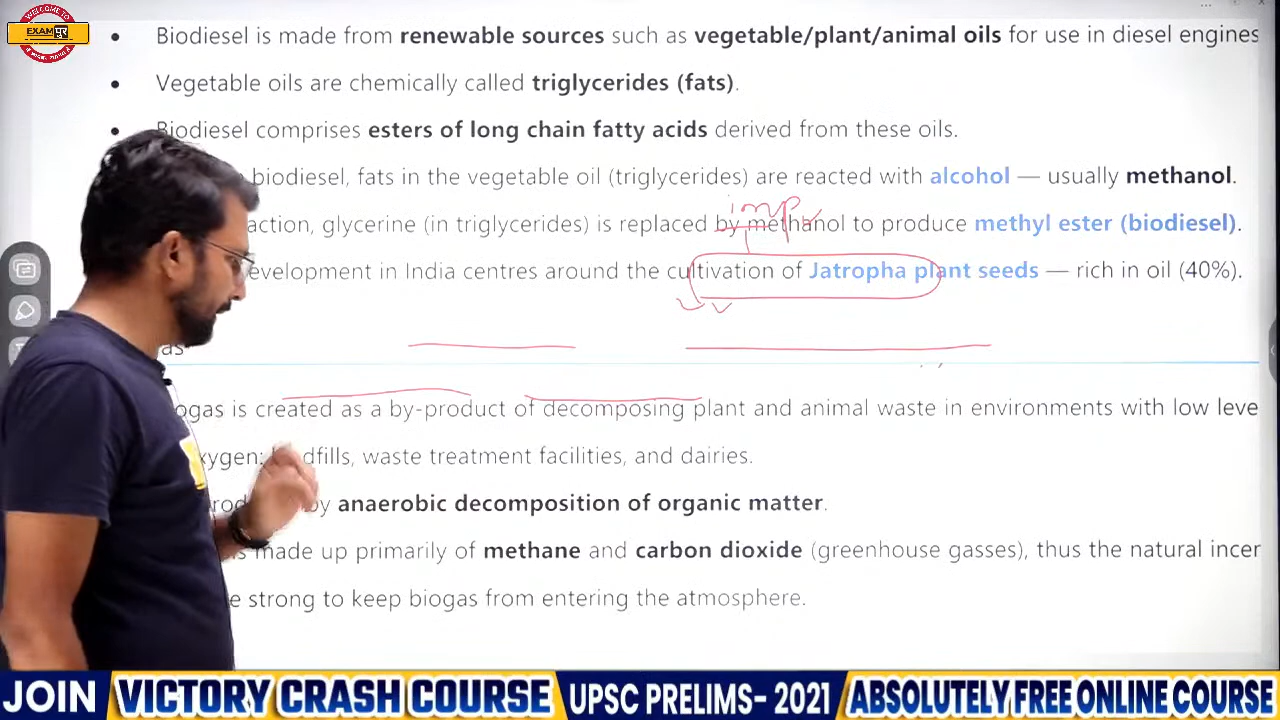 WELCOME TO
EXAMपुर
Biodiesel is made from renewable sources such as vegetable/plant/animal oils for use in diesel engines
Vegetable oils are chemically called triglycerides (fats).
Biodiesel comprises esters of long chain fatty acids derived from these oils.
biodiesel, fats in the vegetable oil (triglycerides) are reacted with alcohol — usually methanol.
imp
action, glycerine (in triglycerides) is replaced by methanol to produce methyl ester (biodiesel).
evelopment in India centres around the cultivation of Jatropha plant seeds — rich in oil (40%).
as
ogas is created as a by-product of decomposing plant and animal waste in environments with low leve
xygen: landfills, waste treatment facilities, and dairies.
by anaerobic decomposition of organic matter.
made up primarily of methane and carbon dioxide (greenhouse gasses), thus the natural incen
e strong to keep biogas from entering the atmosphere.
JOIN VICTORY CRASH COURSE UPSC PRELIMS- 2021 ABSOLUTELY FREE ONLINE COURSE